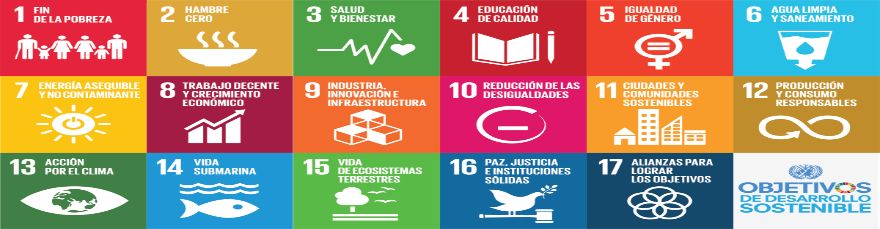 1 FIN
DE LA POBREZA
2 HAMBRE
CERO
3 SALUD
Y BIENESTAR
4 EDUCACIÓN
DE CALIDAD
5 IGUALDAD
DE GÉNERO
6 AGUA LIMPIA
Y SANEAMIENTO
7 ENERGÍA ASEQUIBLE
Y NO CONTAMINANTE
8 TRABAJO DECENTE
Y CRECIMIENTO
ECONÓMICO
9 INDUSTRIA,
INNOVACIÓN E
INFRAESTRUCTURA
10 REDUCCIÓN DE LAS
DESIGUALDADES
11 CIUDADES Y
COMUNIDADES
SOSTENIBLES
12 PRODUCCIÓN
Y CONSUMO
RESPONSABLES
13 ACCIÓN
POR EL CLIMA
14 VIDA
SUBMARINA
15 VIDA
DE ECOSISTEMAS
TERRESTRES
16 PAZ, JUSTICIA
E INSTITUCIONES
SÓLIDAS
17 ALIANZAS PARA
LOGRAR
LOS OBJETIVOS
OBJETIVOS
DE DESARROLLO
SOSTENIBLE